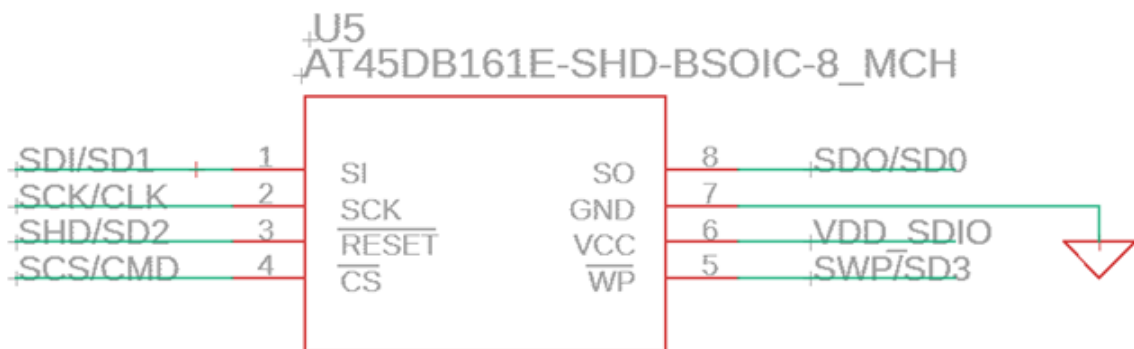 U5
AT45DB161E-SHD-BSOIC-8_MCH
SDI/SD1 1 SI SO 8 SDO/SD0
SCK/CLK 2 SCK GND 7
SHD/SD2 3 RESET VCC 6 VDD_SDIO
SCS/CMD 4 CS WP 5 SWP/SD3